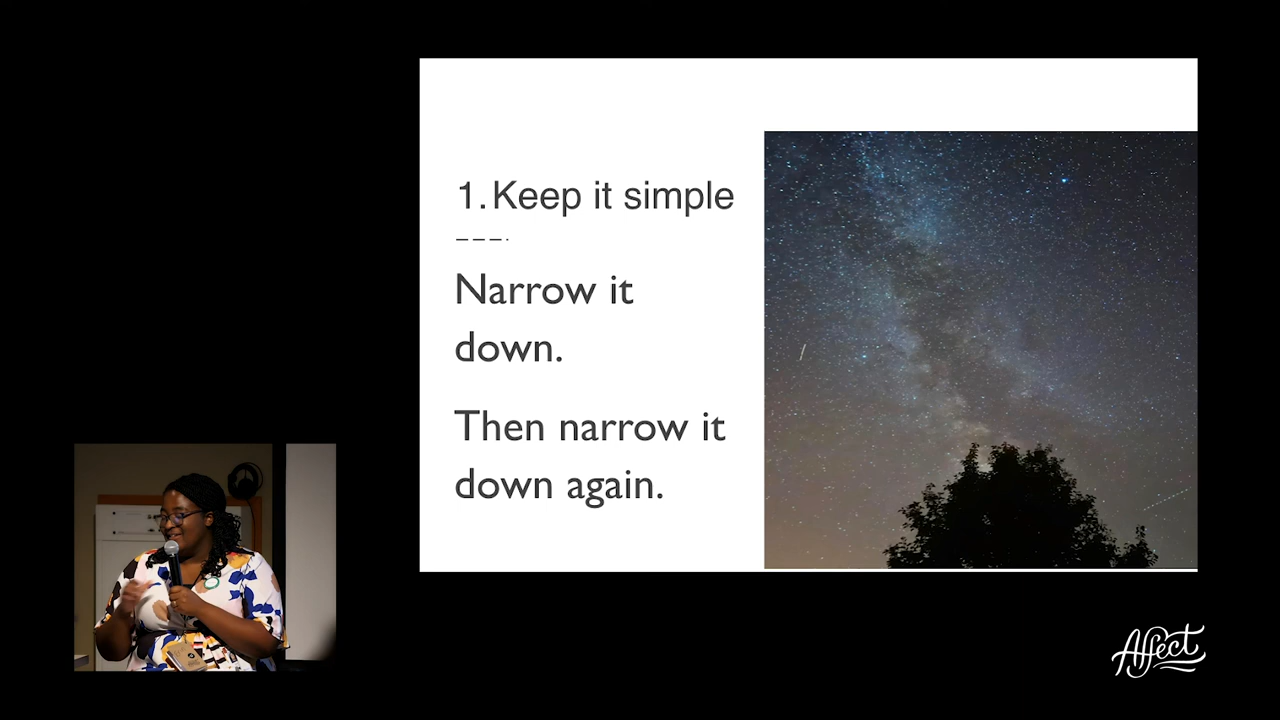 1. Keep it simple
Narrow it
down.
Then narrow it
down again.
Affect